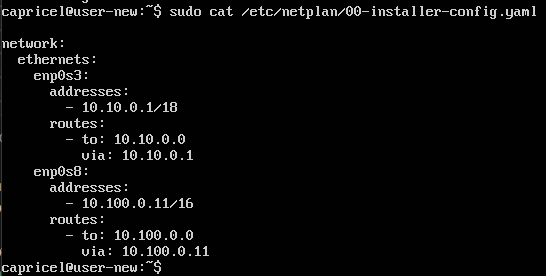 capricel@user-new:~$ sudo cat /etc/netplan/00-installer-config.yaml
network:
  ethernets:
    enp0s3:
      addresses:
        - 10.10.0.1/18
      routes:
        - to: 10.10.0.0
          via: 10.10.0.1
    enp0s8:
      addresses:
        - 10.100.0.11/16
      routes:
        - to: 10.100.0.0
          via: 10.100.0.11
capricel@user-new:~$